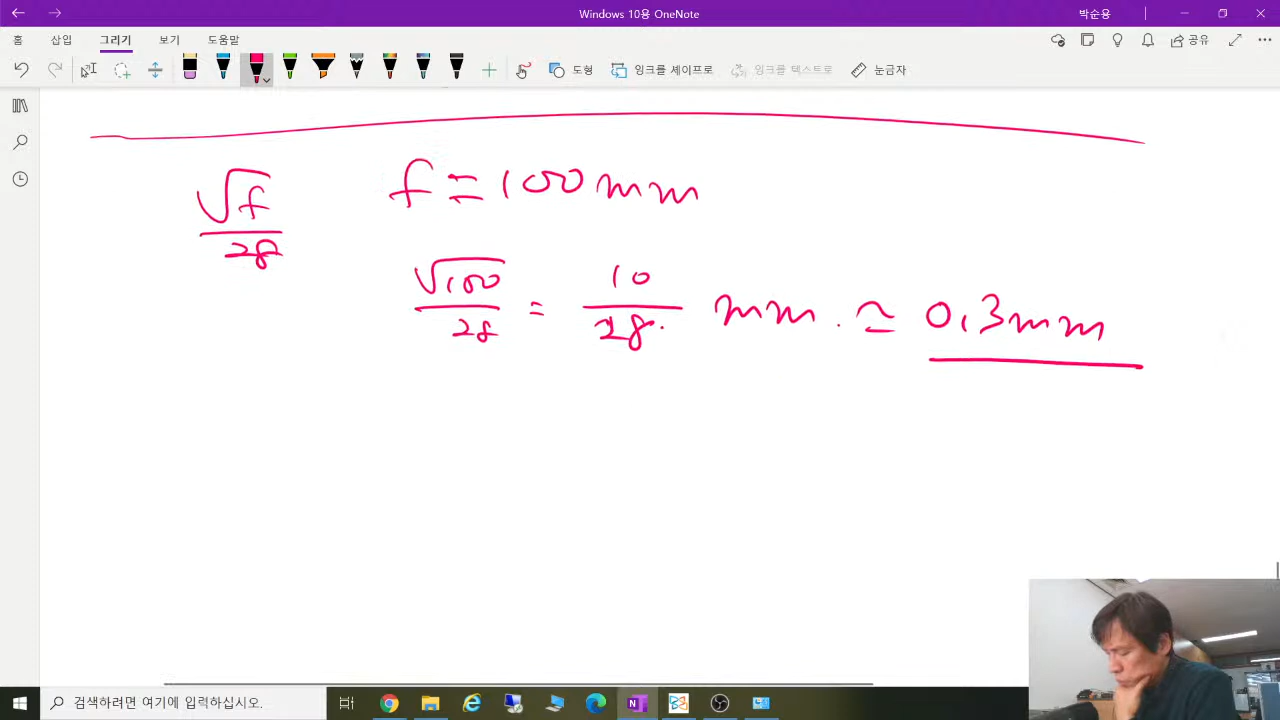 Windows 10용 OneNote
박순용
홈 삽입 그리기 보기 도움말
공유
도형 잉크를 셰이프로 잉크를 텍스트로 눈금자
√f/28 f = 100mm
√100/28 = 10/28 mm. ≃ 0.3mm
검색하려면 여기에 입력하십시오.